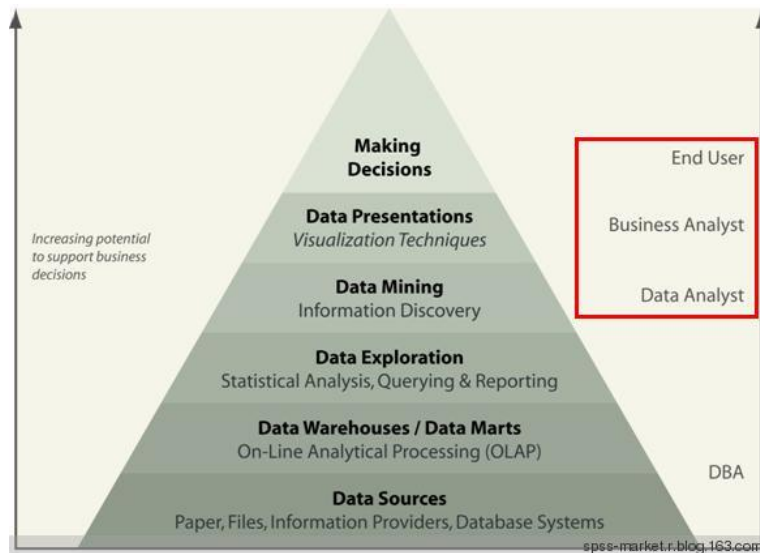 Making
Decisions
End User
Data Presentations
Visualization Techniques
Business Analyst
Increasing potential
to support business
decisions
Data Mining
Information Discovery
Data Analyst
Data Exploration
Statistical Analysis, Querying & Reporting
Data Warehouses / Data Marts
On-Line Analytical Processing (OLAP)
DBA
Data Sources
Paper, Files, Information Providers, Database Systems
spss-market.r.blog.163.com